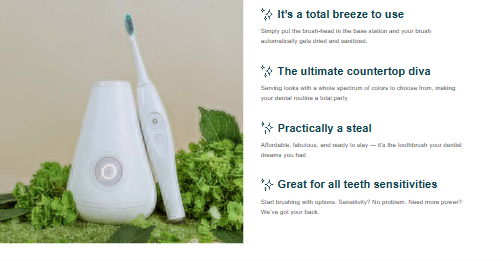 It's a total breeze to use
Simply put the brush-head in the base station and your brush
automatically gets dried and sanitized.
The ultimate countertop diva
Serving looks with a whole spectrum of colors to choose from, making
your dental routine a total party
Practically a steal
Affordable, fabulous, and ready to stay — it's the toothbrush your dentist
dreams you had
Great for all teeth sensitivities
Start brushing with options. Sensitivity? No problem. Need more power?
We've got your back.